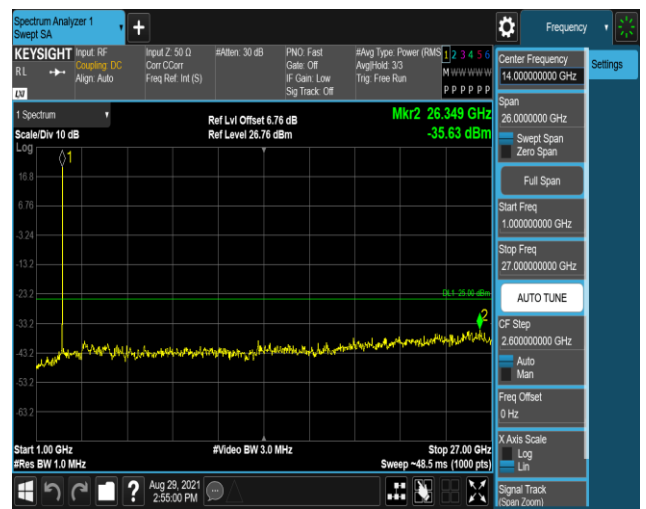 Spectrum Analyzer 1
Swept SA
Frequency
KEYSIGHT
RL
LXI
Input: RF
Coupling: DC
Align: Auto
Input Z: 50 Ω
Corr CCorr
Freq Ref: Int (S)
#Atten: 30 dB
PNO: Fast
Gate: Off
IF Gain: Low
Sig Track: Off
#Avg Type: Power (RMS
Avg|Hold: 3/3
Trig: Free Run
1 2 3 4 5 6
M W W W W W
P P P P P P
Center Frequency
14.000000000 GHz
Settings
Span
26.0000000 GHz
Swept Span
Zero Span
Full Span
Start Freq
1.000000000 GHz
Stop Freq
27.000000000 GHz
AUTO TUNE
CF Step
2.600000000 GHz
Auto
Man
Freq Offset
0 Hz
X Axis Scale
Log
Lin
Signal Track
(Span Zoom)
1 Spectrum
Scale/Div 10 dB
Ref Lvl Offset 6.76 dB
Ref Level 26.76 dBm
Mkr2 26.349 GHz
-35.63 dBm
Log
1
16.8
6.76
-3.24
-13.2
-23.2
DL1 -25.00 dBm
2
-33.2
-43.2
-53.2
-63.2
Start 1.00 GHz
#Video BW 3.0 MHz
Stop 27.00 GHz
#Res BW 1.0 MHz
Sweep ~48.5 ms (1000 pts)
?
Aug 29, 2021
2:55:00 PM